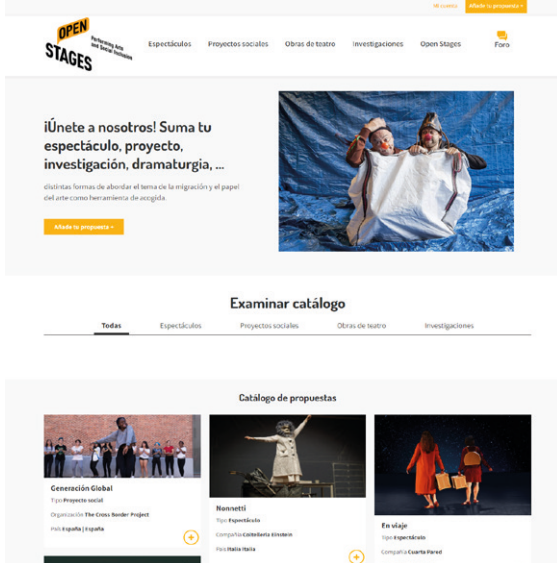 Mi cuenta
Añade tu propuesta +
OPEN
STAGES
Performing Arts
and Social Inclusion
Espectáculos
Proyectos sociales
Obras de teatro
Investigaciones
Open Stages
Foro
¡Únete a nosotros! Suma tu
espectáculo, proyecto,
investigación, dramaturgia, ...
distintas formas de abordar el tema de la migración y el papel
del arte como herramienta de acogida.
Añade tu propuesta +
Examinar catálogo
Todas
Espectáculos
Proyectos sociales
Obras de teatro
Investigaciones
Catálogo de propuestas
Generación Global
Tipo Proyecto social
Organización The Cross Border Project
País España | España
Nonnetti
Tipo Espectáculo
Compañía Coltelleria Einstein
País Italia Italia
En viaje
Tipo Espectáculo
Compañía Cuarta Pared